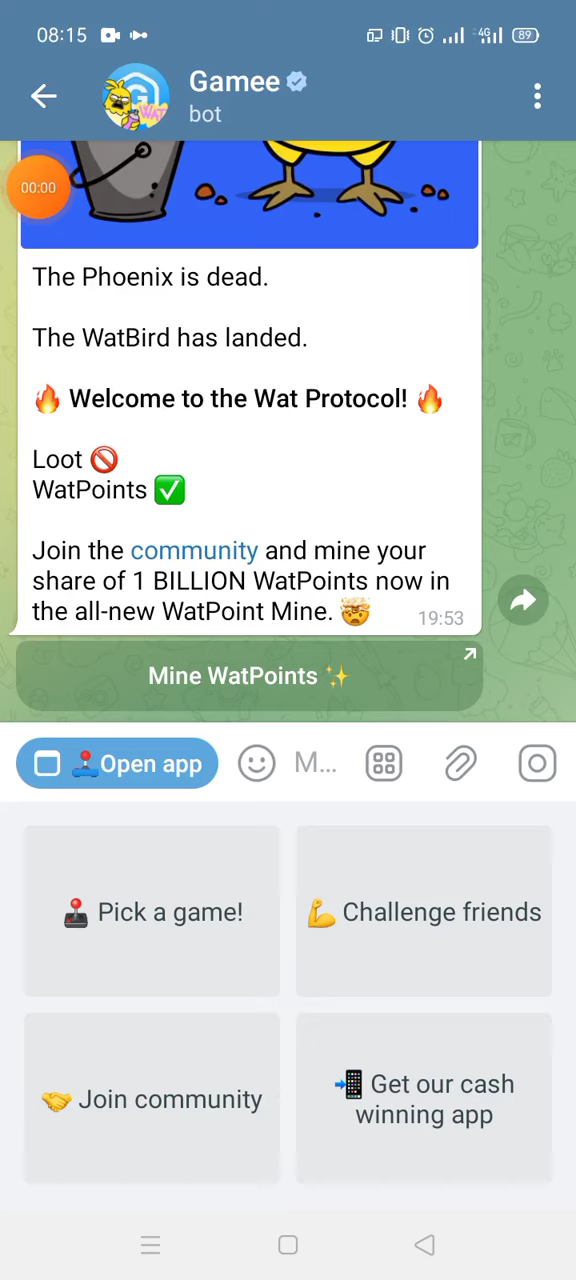 08:15
4G
89
Gamee
bot
WAT
00:00
The Phoenix is dead.
The WatBird has landed.
🔥 Welcome to the Wat Protocol! 🔥
Loot 🚫
WatPoints ✅
Join the community and mine your
share of 1 BILLION WatPoints now in
the all-new WatPoint Mine. 🤯
19:53
Mine WatPoints ✨
🕹️Open app
M...
🕹️ Pick a game!
💪 Challenge friends
🤝 Join community
📲 Get our cash
winning app